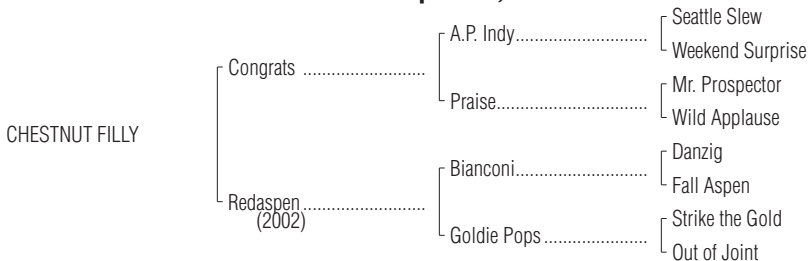 Seattle Slew
A.P. Indy..............................
Weekend Surprise
Congrats ............................
Mr. Prospector
Praise...................................
Wild Applause
CHESTNUT FILLY
Danzig
Bianconi..............................
Fall Aspen
Redaspen ............................
(2002)
Strike the Gold
Goldie Pops ........................
Out of Joint